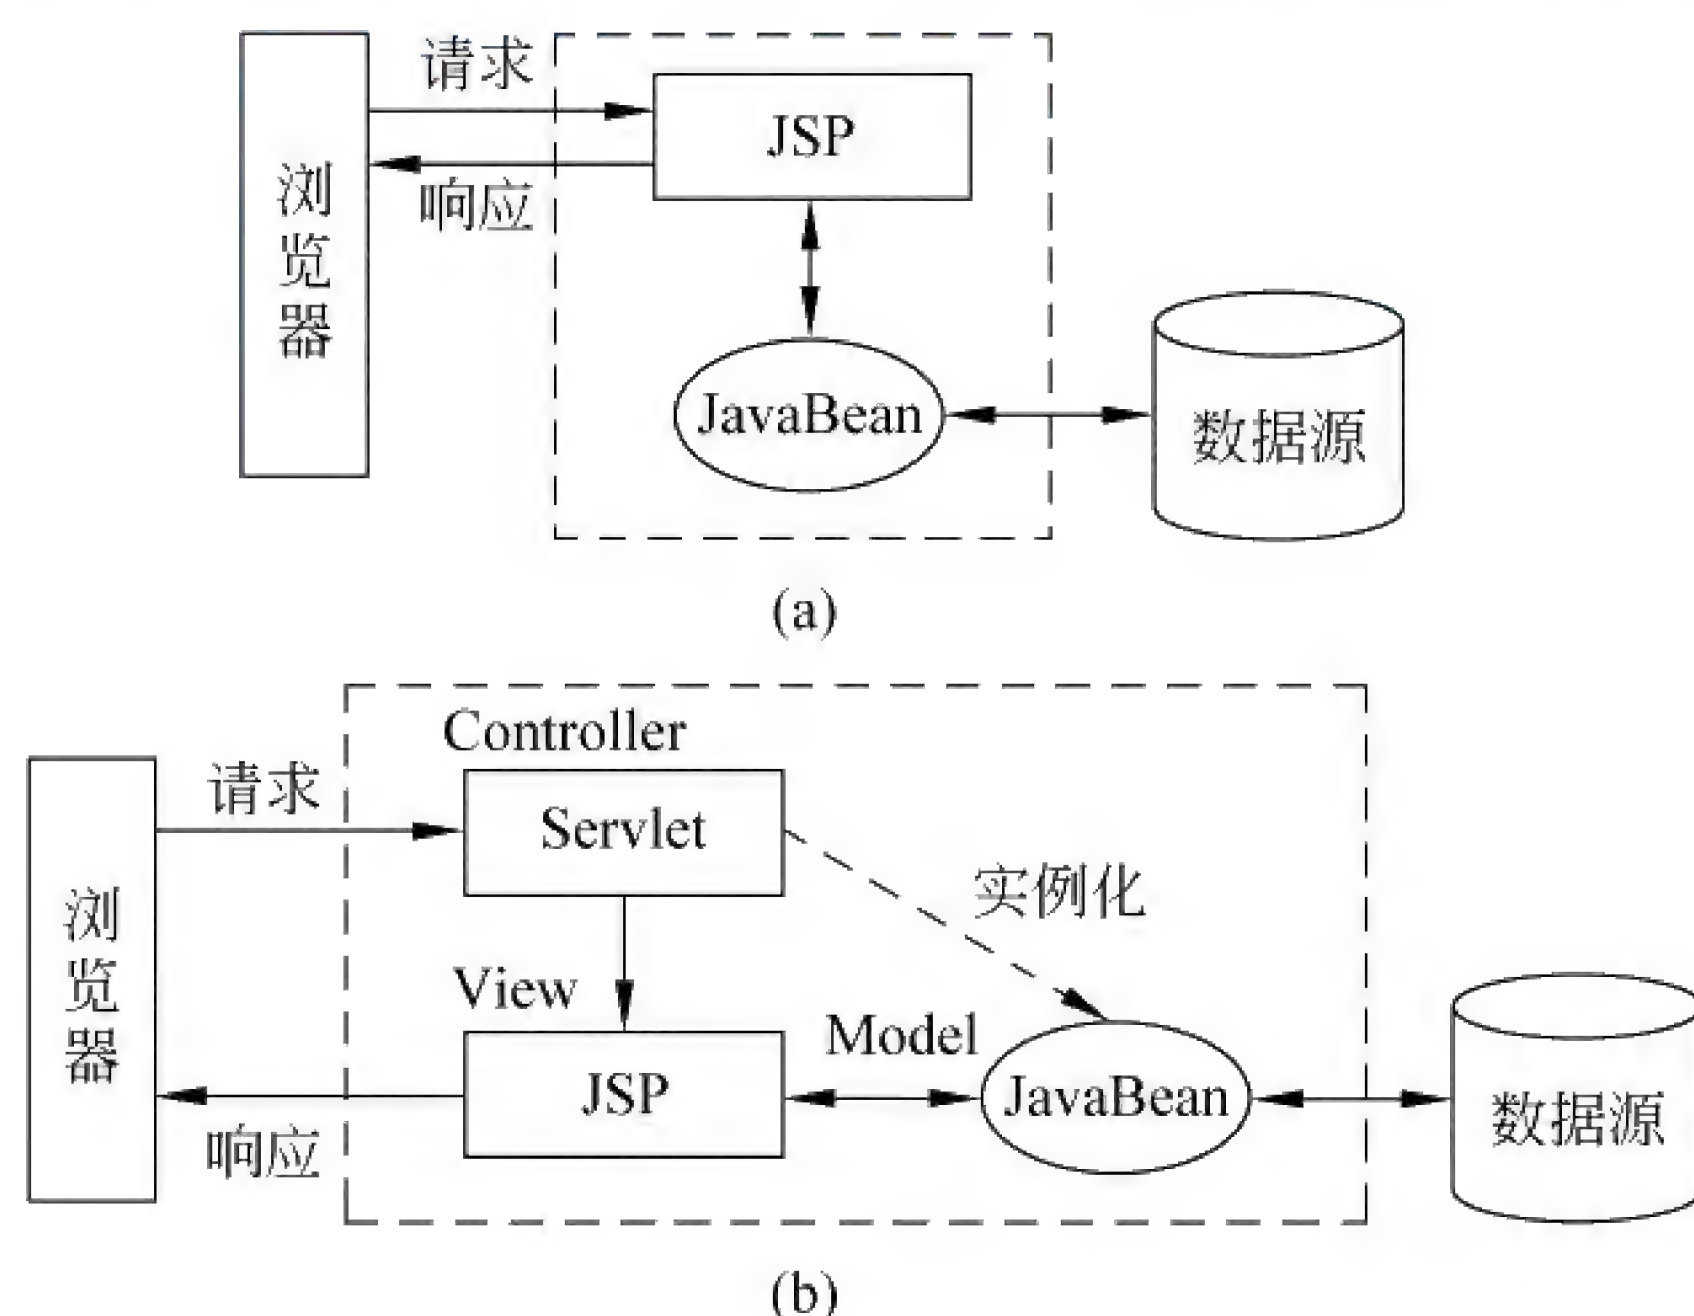 请求
JSP
响应
浏览器
JavaBean
数据源
(a)
Controller
请求
Servlet
实例化
浏览器
View
Model
JSP
JavaBean
数据源
响应
(b)